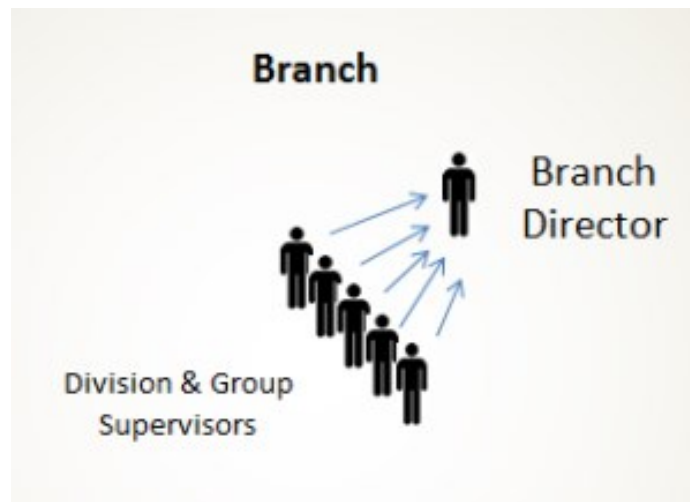 Branch
Branch
Director
Division & Group
Supervisors